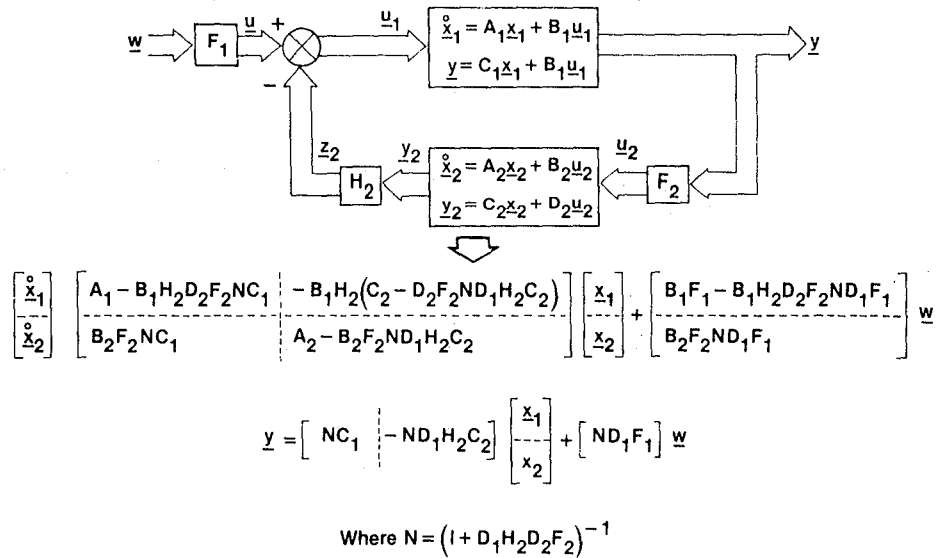 w
F₁
u
+
−
u₁
x̊₁ = A₁x₁ + B₁u₁
y = C₁x₁ + B₁u₁
y
z₂
H₂
y₂
x̊₂ = A₂x₂ + B₂u₂
y₂ = C₂x₂ + D₂u₂
u₂
F₂
[x̊₁] [A₁ − B₁H₂D₂F₂NC₁ | − B₁H₂(C₂ − D₂F₂ND₁H₂C₂)] [x₁] + [B₁F₁ − B₁H₂D₂F₂ND₁F₁] w
[x̊₂] [B₂F₂NC₁ | A₂ − B₂F₂ND₁H₂C₂] [x₂] [B₂F₂ND₁F₁]
y = [NC₁ | − ND₁H₂C₂] [x₁] + [ND₁F₁] w
[x₂]
Where N = (I + D₁H₂D₂F₂)⁻¹